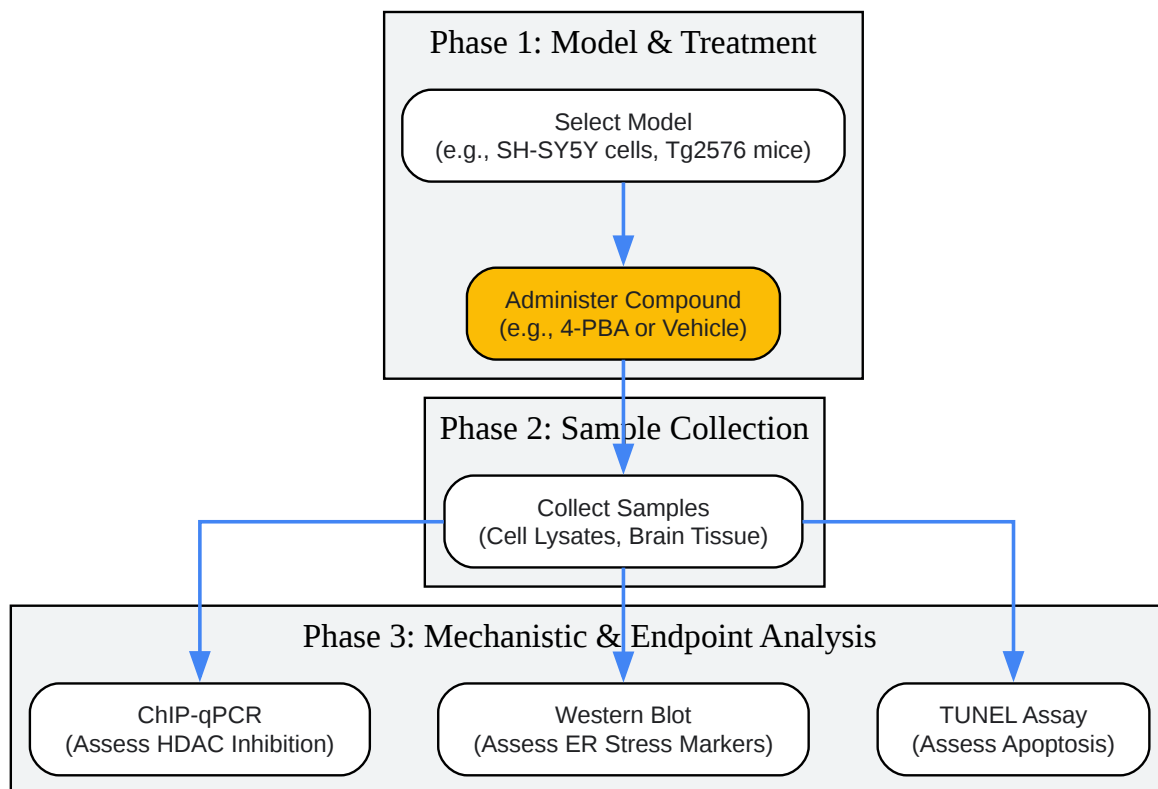 Phase 1: Model & Treatment
Select Model
(e.g., SH-SY5Y cells, Tg2576 mice)
Administer Compound
(e.g., 4-PBA or Vehicle)
Phase 2: Sample Collection
Collect Samples
(Cell Lysates, Brain Tissue)
Phase 3: Mechanistic & Endpoint Analysis
ChIP-qPCR
(Assess HDAC Inhibition)
Western Blot
(Assess ER Stress Markers)
TUNEL Assay
(Assess Apoptosis)